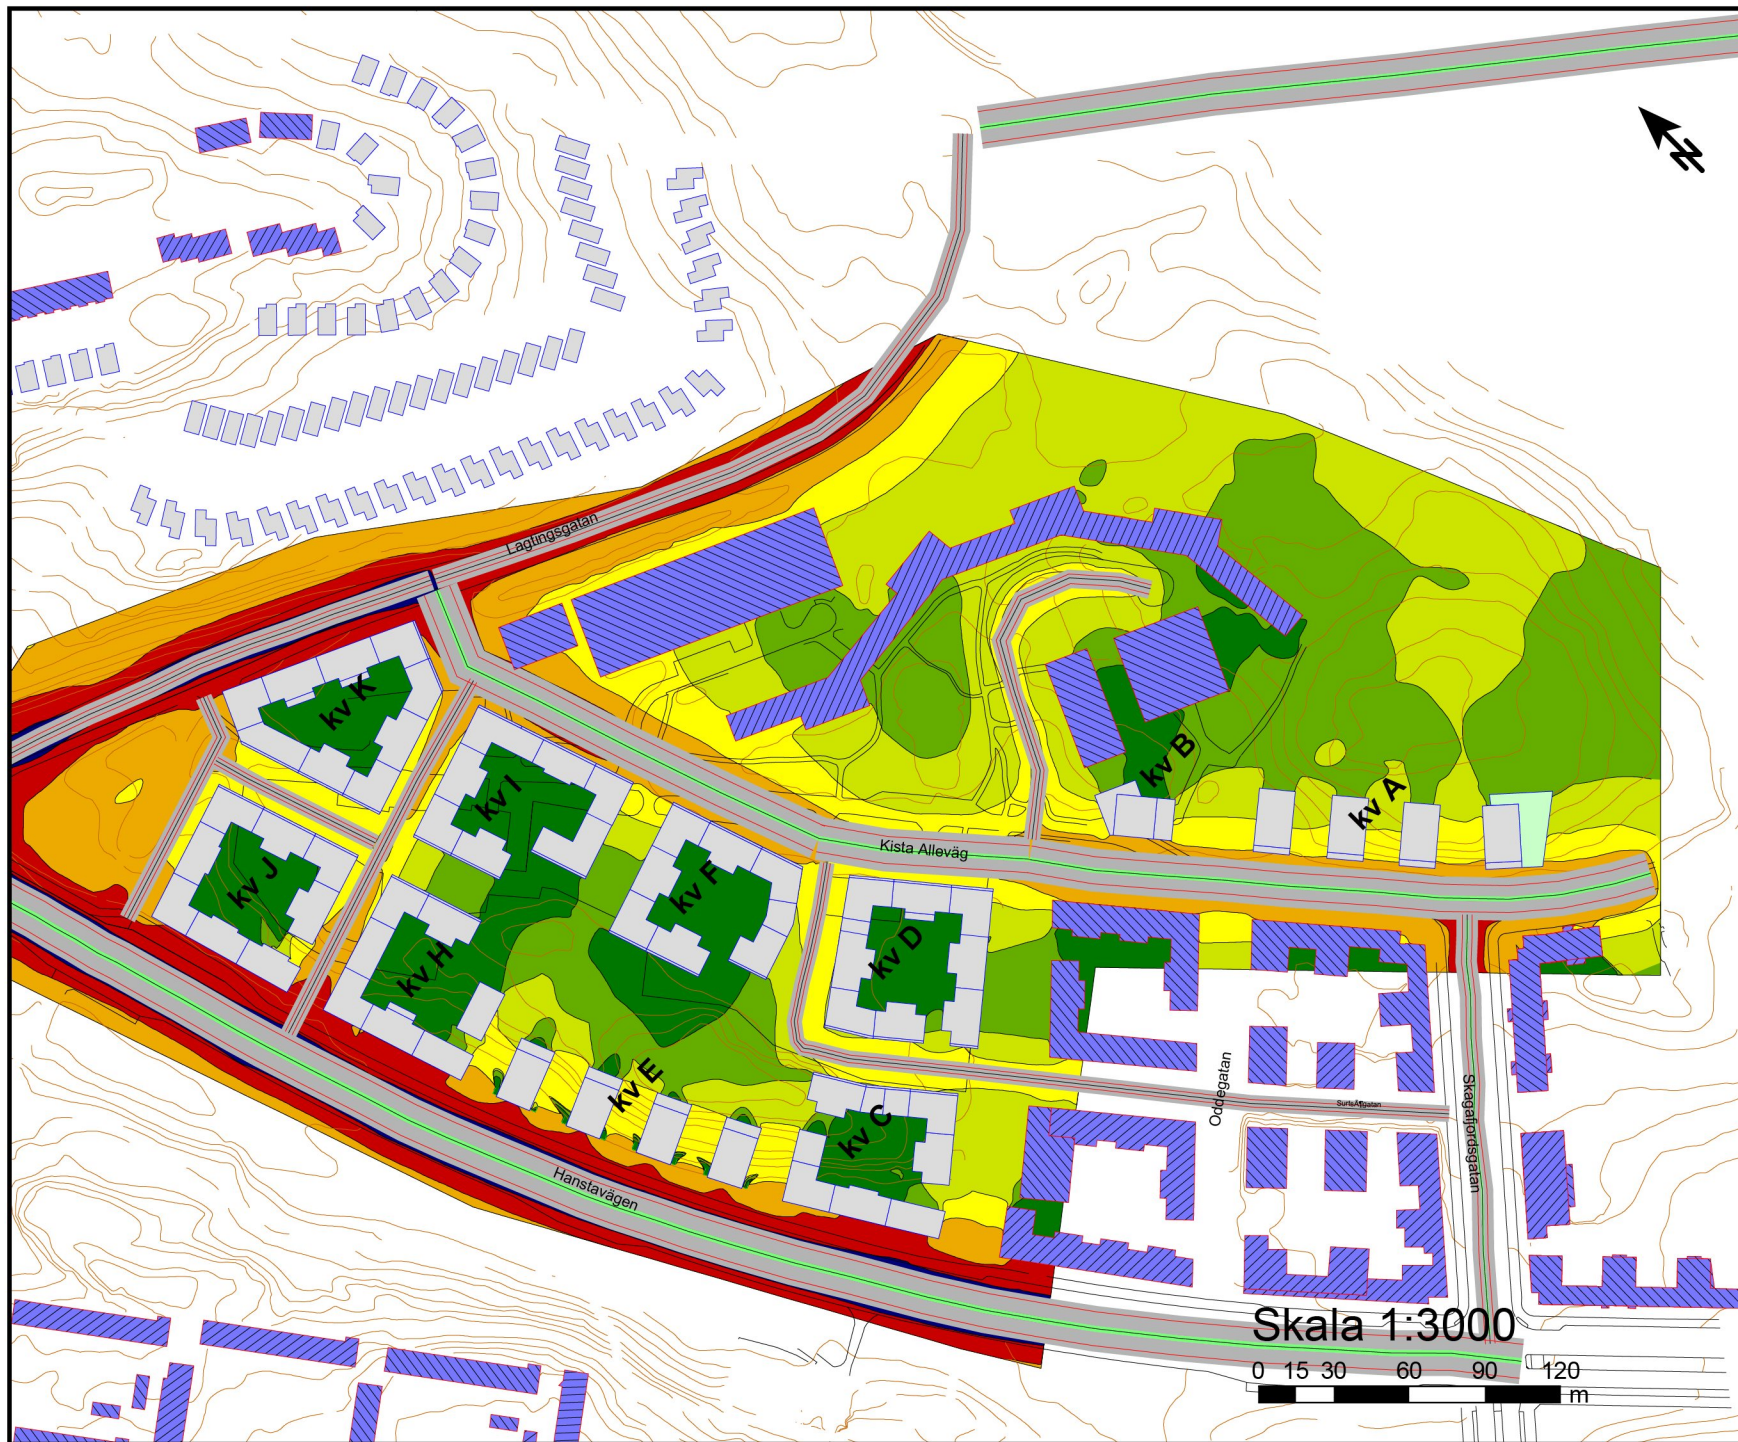 N
Lagtingsgatan
kv K
kv I
kv B
kv A
Kista Alleväg
kv J
kv F
kv D
kv H
kv E
kv C
Oddegatan
Skagafjordsgatan
Hanstavägen
Skala 1:3000
0 15 30 60 90 120
m